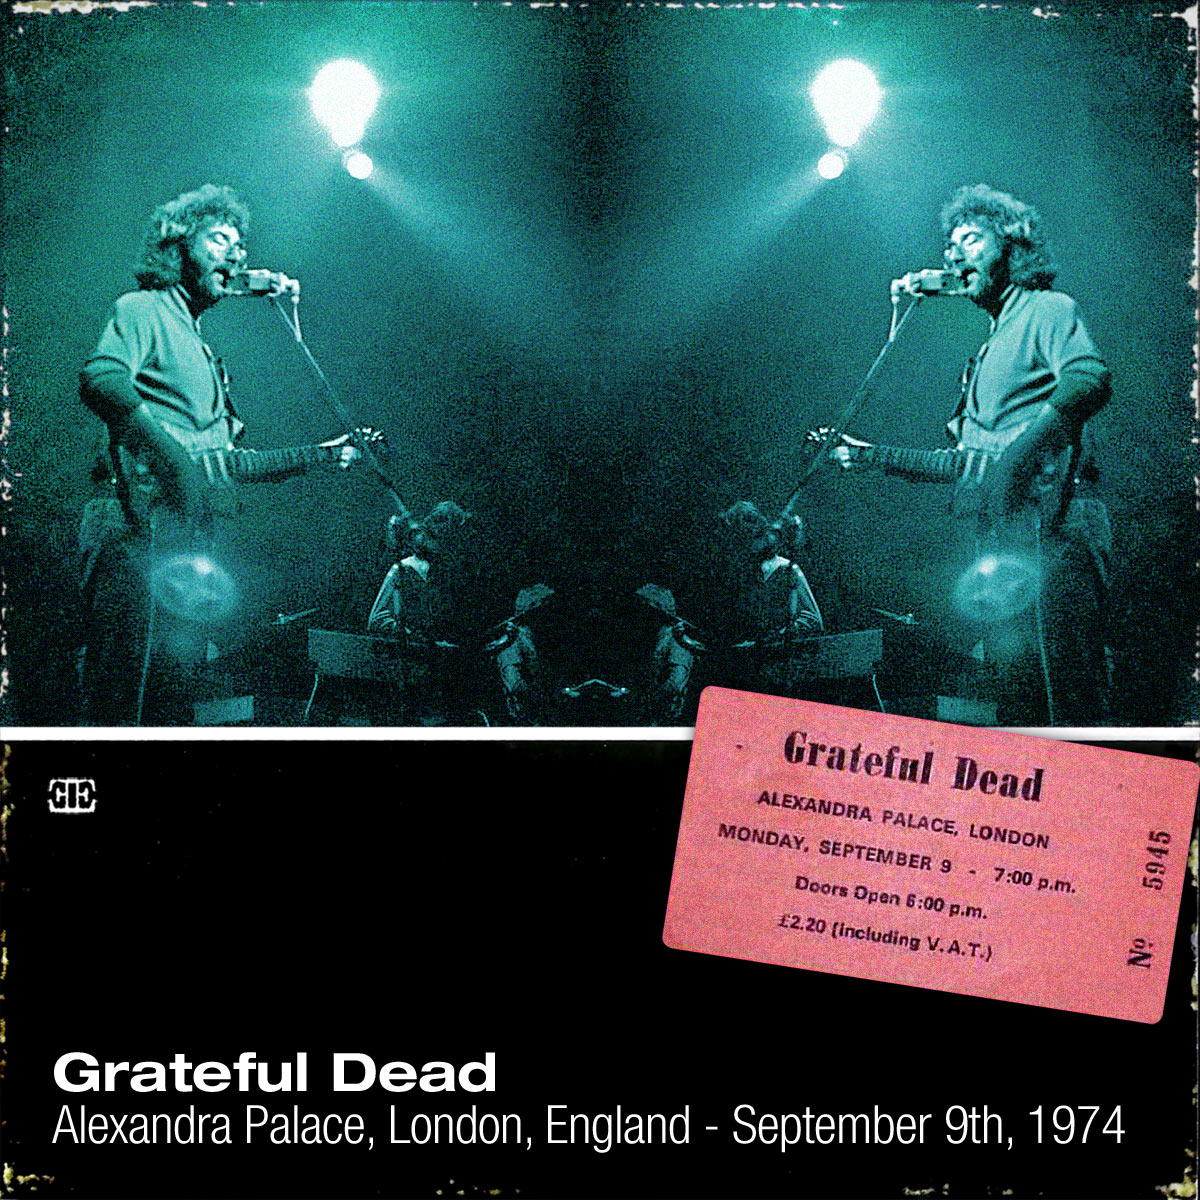 Grateful Dead
ALEXANDRA PALACE, LONDON
MONDAY, SEPTEMBER 9 - 7:00 p.m.
Doors Open 6:00 p.m.
£2.20 (including V.A.T.)
Nº 5945
Grateful Dead
Alexandra Palace, London, England - September 9th, 1974